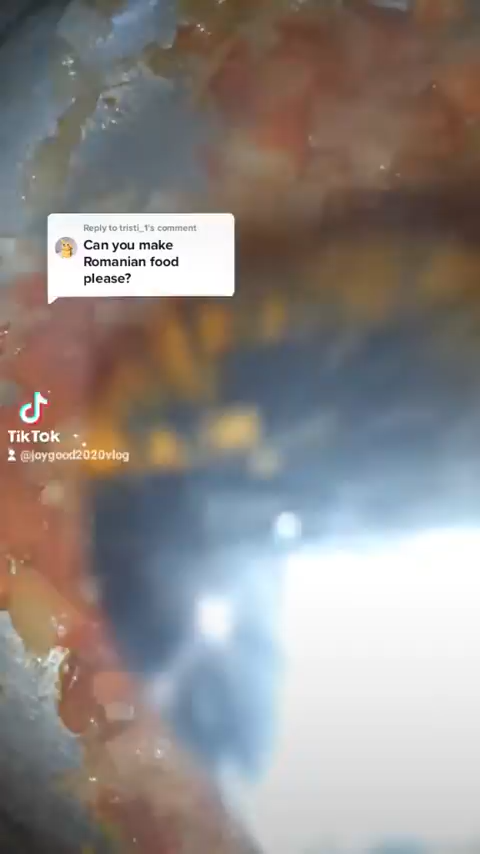 Reply to tristi_1's comment
Can you make
Romanian food
please?
TikTok
@joygood2020vlog